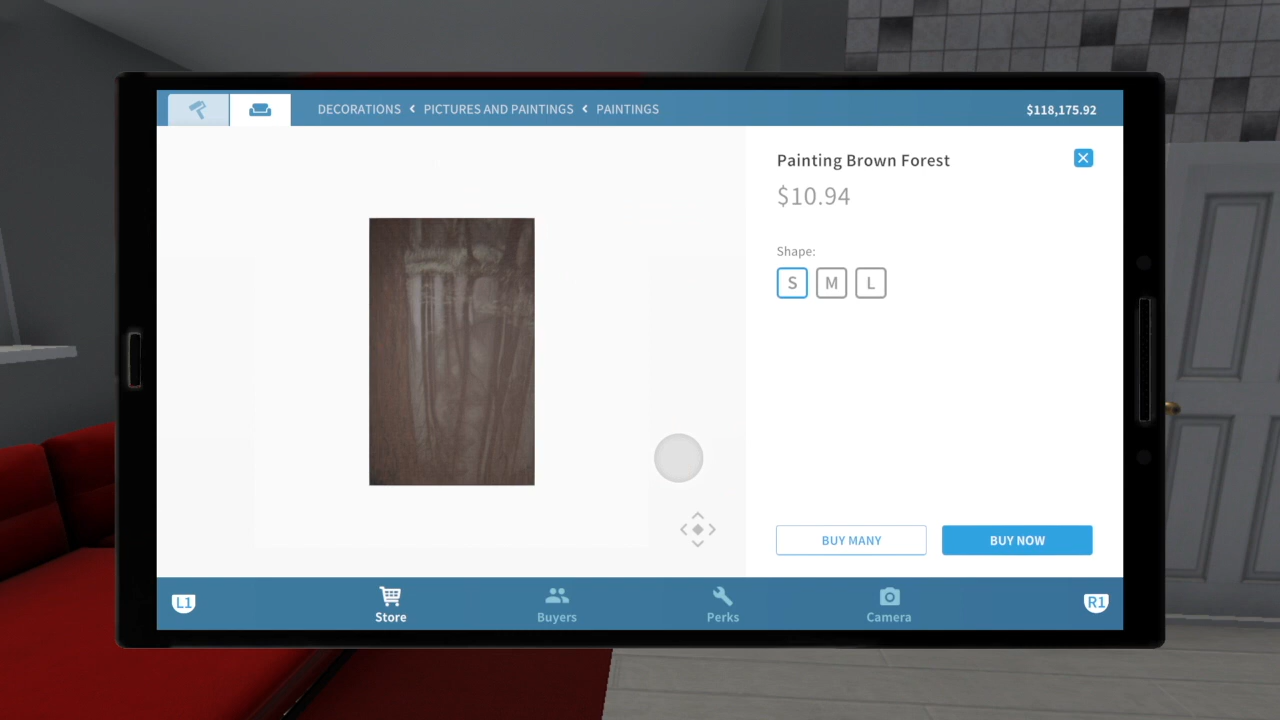 DECORATIONS < PICTURES AND PAINTINGS < PAINTINGS
$118,175.92
Painting Brown Forest
$10.94
Shape:
S M L
BUY MANY
BUY NOW
L1
Store
Buyers
Perks
Camera
R1